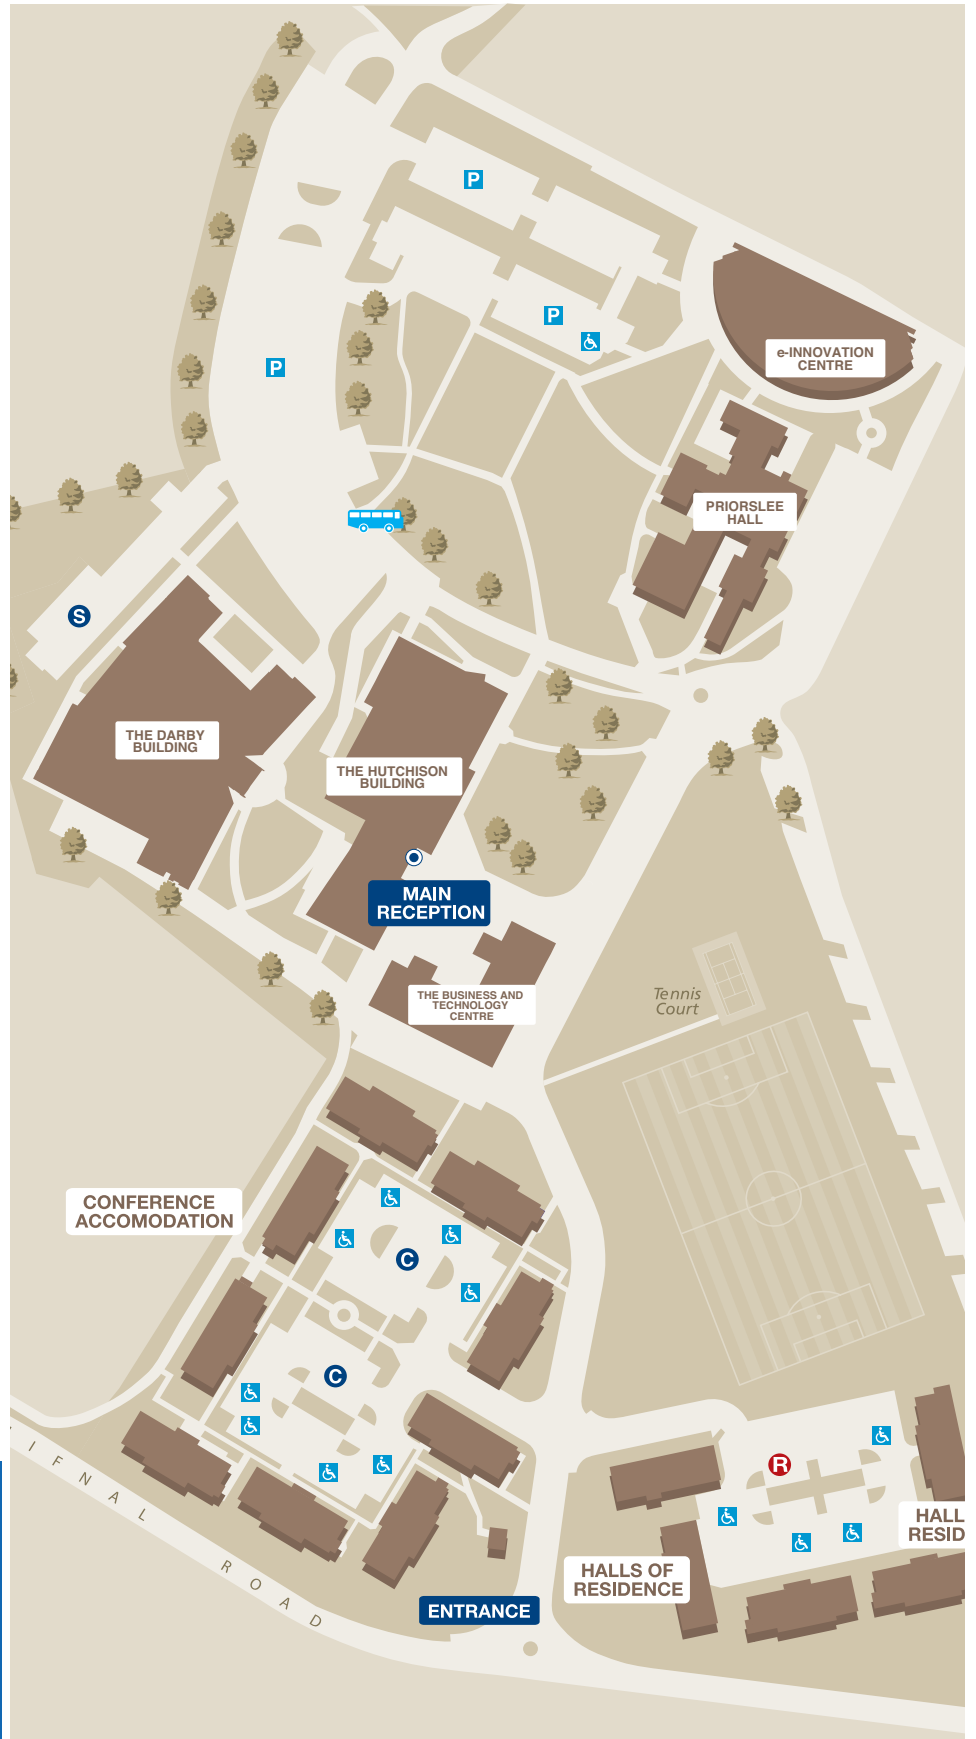 P
P
P
e-INNOVATION
CENTRE
PRIORSLEE
HALL
S
THE DARBY
BUILDING
THE HUTCHISON
BUILDING
MAIN
RECEPTION
THE BUSINESS AND
TECHNOLOGY
CENTRE
Tennis
Court
CONFERENCE
ACCOMODATION
C
C
IFNAL ROAD
R
HALL
RESID
HALLS OF
RESIDENCE
ENTRANCE